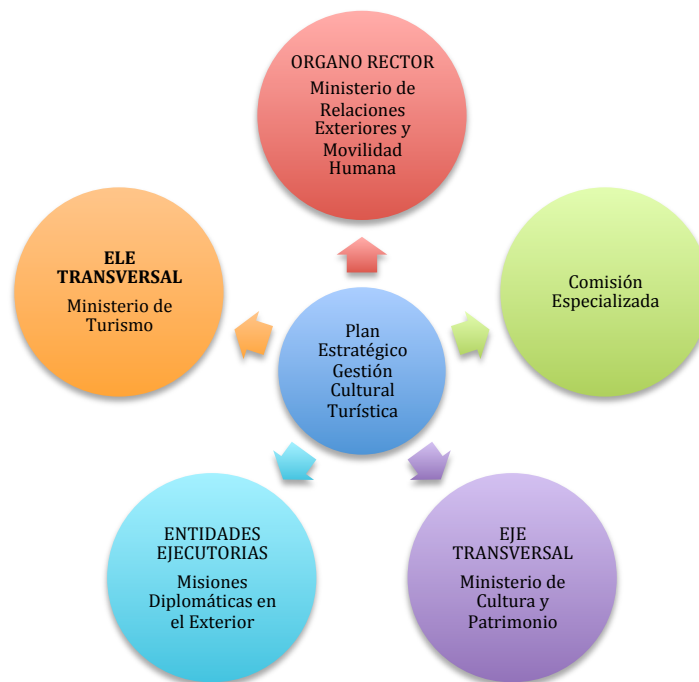 ORGANO RECTOR
Ministerio de
Relaciones
Exteriores y
Movilidad
Humana
ELE
TRANSVERSAL
Ministerio de
Turismo
Comisión
Especializada
Plan
Estratégico
Gestión
Cultural
Turística
ENTIDADES
EJECUTORIAS
Misiones
Diplomáticas en
el Exterior
EJE
TRANSVERSAL
Ministerio de
Cultura y
Patrimonio